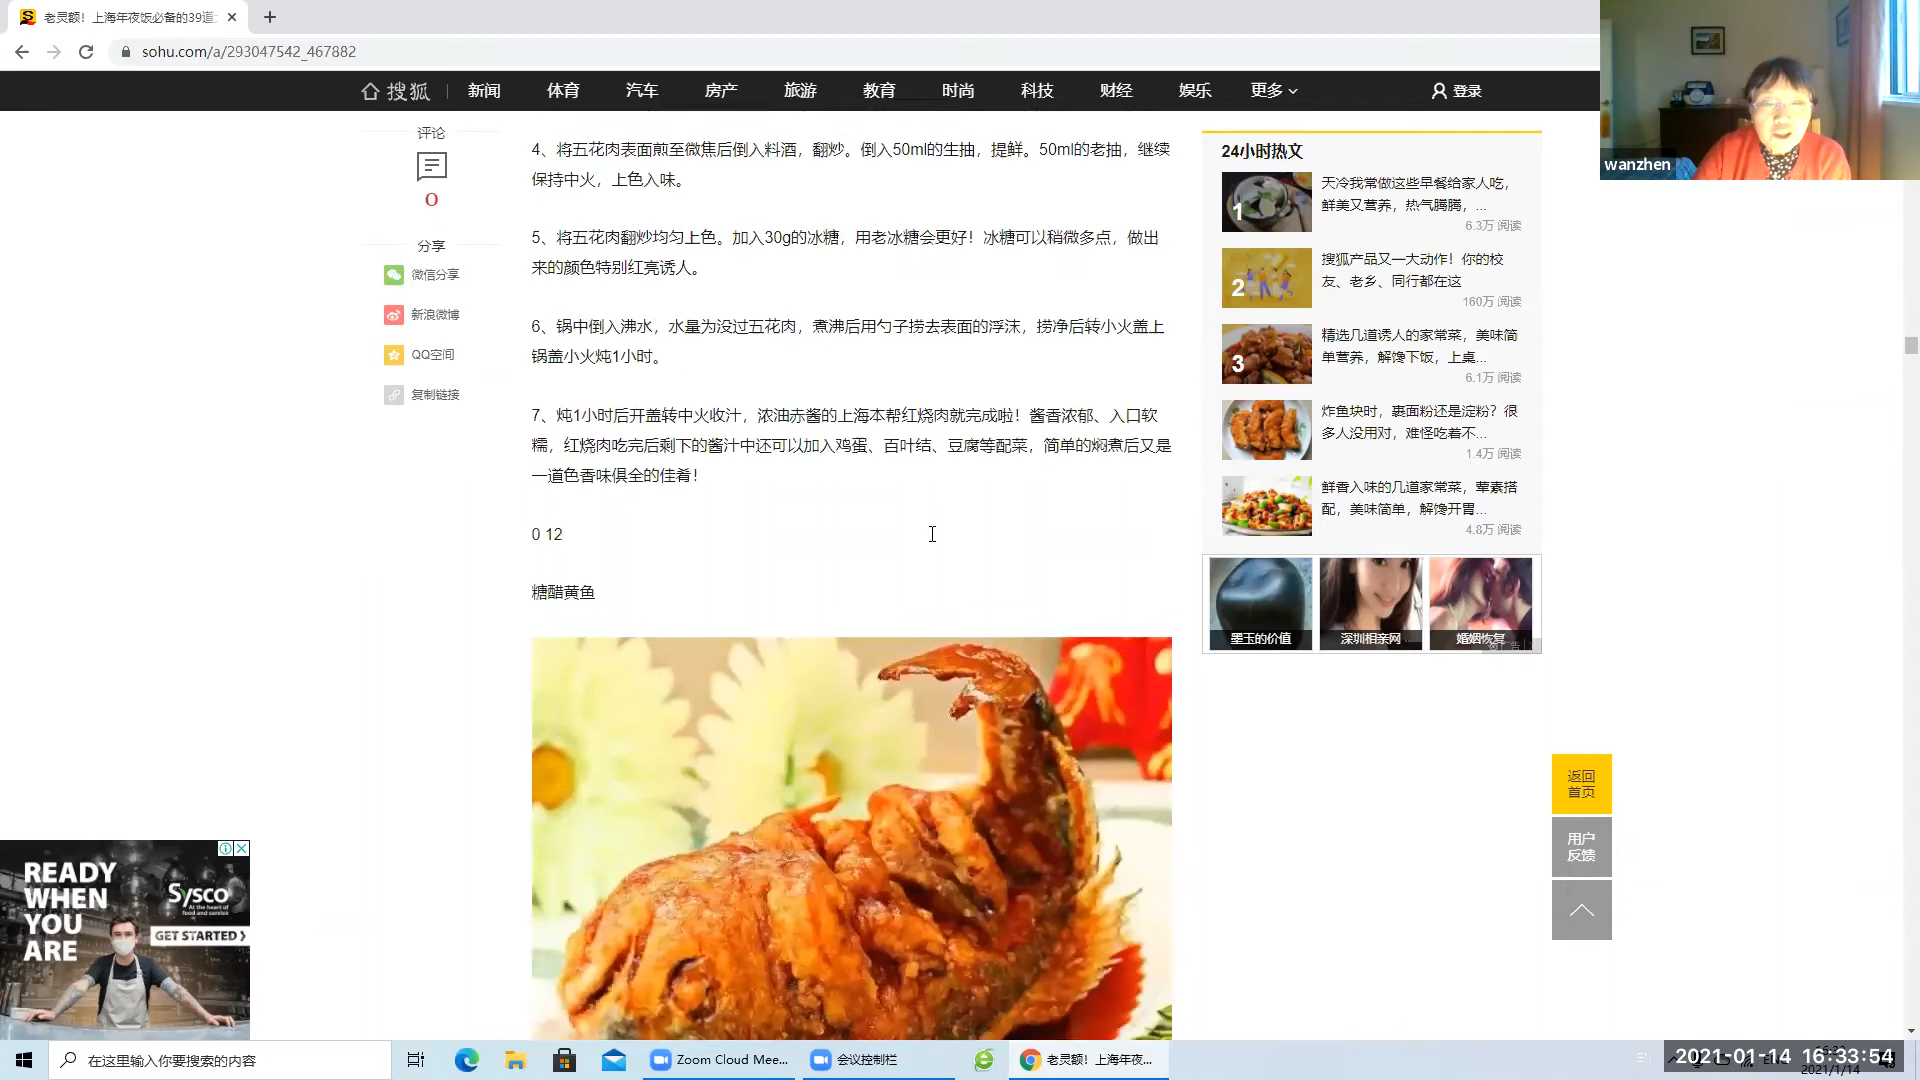 老灵额！上海年夜饭必备的39道
sohu.com/a/293047542_467882
搜狐
新闻
体育
汽车
房产
旅游
教育
时尚
科技
财经
娱乐
更多
登录
wanzhen
评论
0
分享
微信分享
新浪微博
QQ空间
复制链接
4、将五花肉表面煎至微焦后倒入料酒，翻炒。倒入50ml的生抽，提鲜。50ml的老抽，继续
保持中火，上色入味。
5、将五花肉翻炒均匀上色。加入30g的冰糖，用老冰糖会更好！冰糖可以稍微多点，做出
来的颜色特别红亮诱人。
6、锅中倒入沸水，水量为没过五花肉，煮沸后用勺子捞去表面的浮沫，捞净后转小火盖上
锅盖小火炖1小时。
7、炖1小时后开盖转中火收汁，浓油赤酱的上海本帮红烧肉就完成啦！酱香浓郁、入口软
糯，红烧肉吃完后剩下的酱汁中还可以加入鸡蛋、百叶结、豆腐等配菜，简单的焖煮后又是
一道色香味俱全的佳肴！
0 12
糖醋黄鱼
24小时热文
1
天冷我常做这些早餐给家人吃，
鲜美又营养，热气腾腾，...
6.3万 阅读
2
搜狐产品又一大动作！你的校
友、老乡、同行都在这
160万 阅读
3
精选几道诱人的家常菜，美味简
单营养，解馋下饭，上桌...
6.1万 阅读
炸鱼块时，裹面粉还是淀粉？很
多人没用对，难怪吃着不...
1.4万 阅读
鲜香入味的几道家常菜，荤素搭
配，美味简单，解馋开胃...
4.8万 阅读
墨玉的价值
深圳相亲网
婚姻恢复
广告
返回
首页
用户
反馈
READY
WHEN
YOU
ARE
Sysco
At the heart of
food and service
GET STARTED
在这里输入你要搜索的内容
Zoom Cloud Mee...
会议控制栏
老灵额！上海年夜...
2021-01-14 16:33:54
2021/1/14